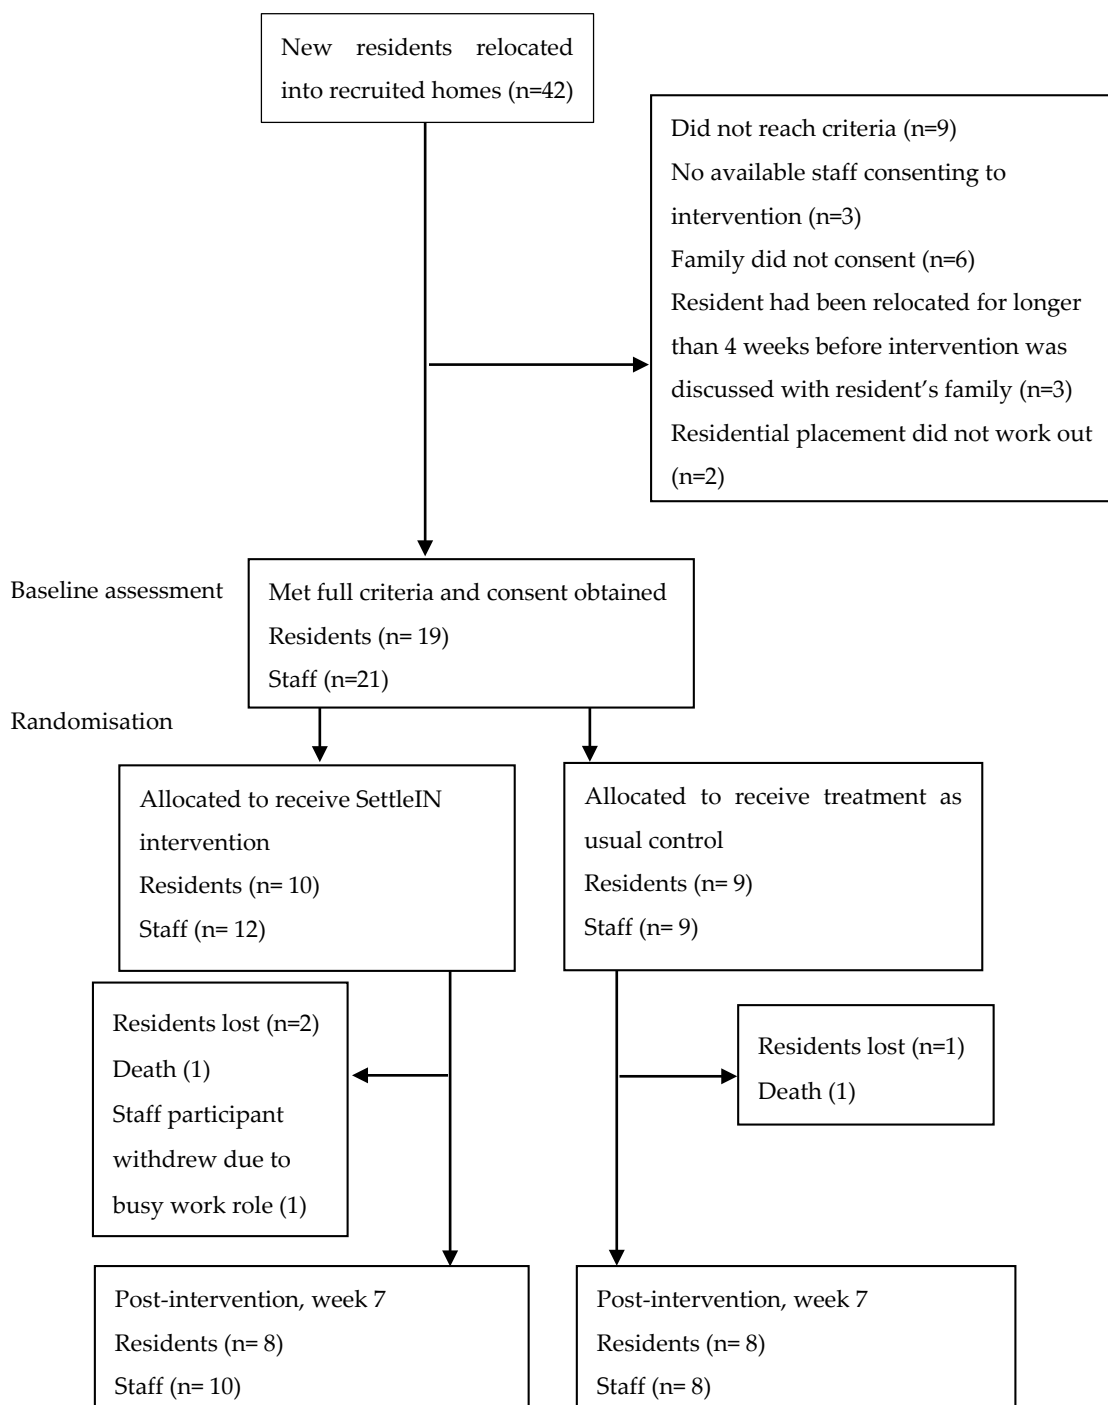 New residents relocated
into recruited homes (n=42)
Did not reach criteria (n=9)
No available staff consenting to
intervention (n=3)
Family did not consent (n=6)
Resident had been relocated for longer
than 4 weeks before intervention was
discussed with resident’s family (n=3)
Residential placement did not work out
(n=2)
Baseline assessment
Met full criteria and consent obtained
Residents (n= 19)
Staff (n=21)
Randomisation
Allocated to receive SettleIN
intervention
Residents (n= 10)
Staff (n= 12)
Allocated to receive treatment as
usual control
Residents (n= 9)
Staff (n= 9)
Residents lost (n=2)
Death (1)
Staff participant
withdrew due to
busy work role (1)
Residents lost (n=1)
Death (1)
Post-intervention, week 7
Residents (n= 8)
Staff (n= 10)
Post-intervention, week 7
Residents (n= 8)
Staff (n= 8)